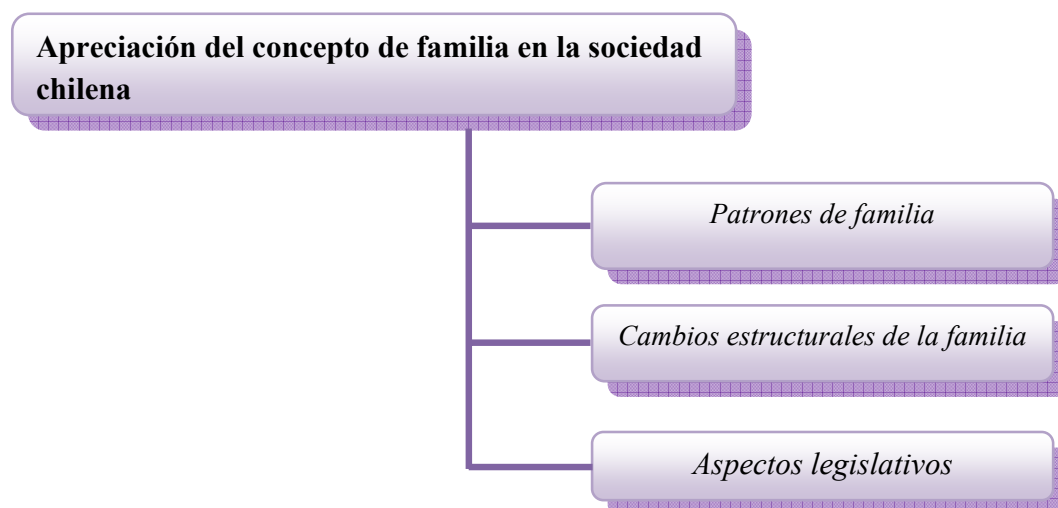 Apreciación del concepto de familia en la sociedad
chilena
Patrones de familia
Cambios estructurales de la familia
Aspectos legislativos